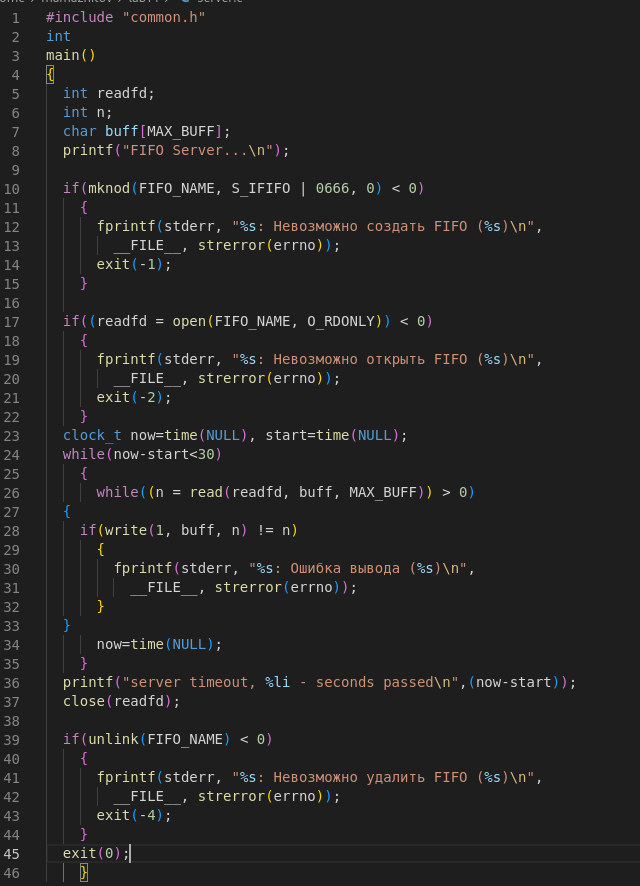 #include "common.h"
int
main()
{
int readfd;
int n;
char buff[MAX_BUFF];
printf("FIFO Server...\n");
if(mknod(FIFO_NAME, S_IFIFO | 0666, 0) < 0)
{
fprintf(stderr, "%s: Невозможно создать FIFO (%s)\n",
__FILE__, strerror(errno));
exit(-1);
}
if((readfd = open(FIFO_NAME, O_RDONLY)) < 0)
{
fprintf(stderr, "%s: Невозможно открыть FIFO (%s)\n",
__FILE__, strerror(errno));
exit(-2);
}
clock_t now=time(NULL), start=time(NULL);
while(now-start<30)
{
while((n = read(readfd, buff, MAX_BUFF)) > 0)
{
if(write(1, buff, n) != n)
{
fprintf(stderr, "%s: Ошибка вывода (%s)\n",
__FILE__, strerror(errno));
}
}
now=time(NULL);
}
printf("server timeout, %li - seconds passed\n",(now-start));
close(readfd);
if(unlink(FIFO_NAME) < 0)
{
fprintf(stderr, "%s: Невозможно удалить FIFO (%s)\n",
__FILE__, strerror(errno));
exit(-4);
}
exit(0);
}